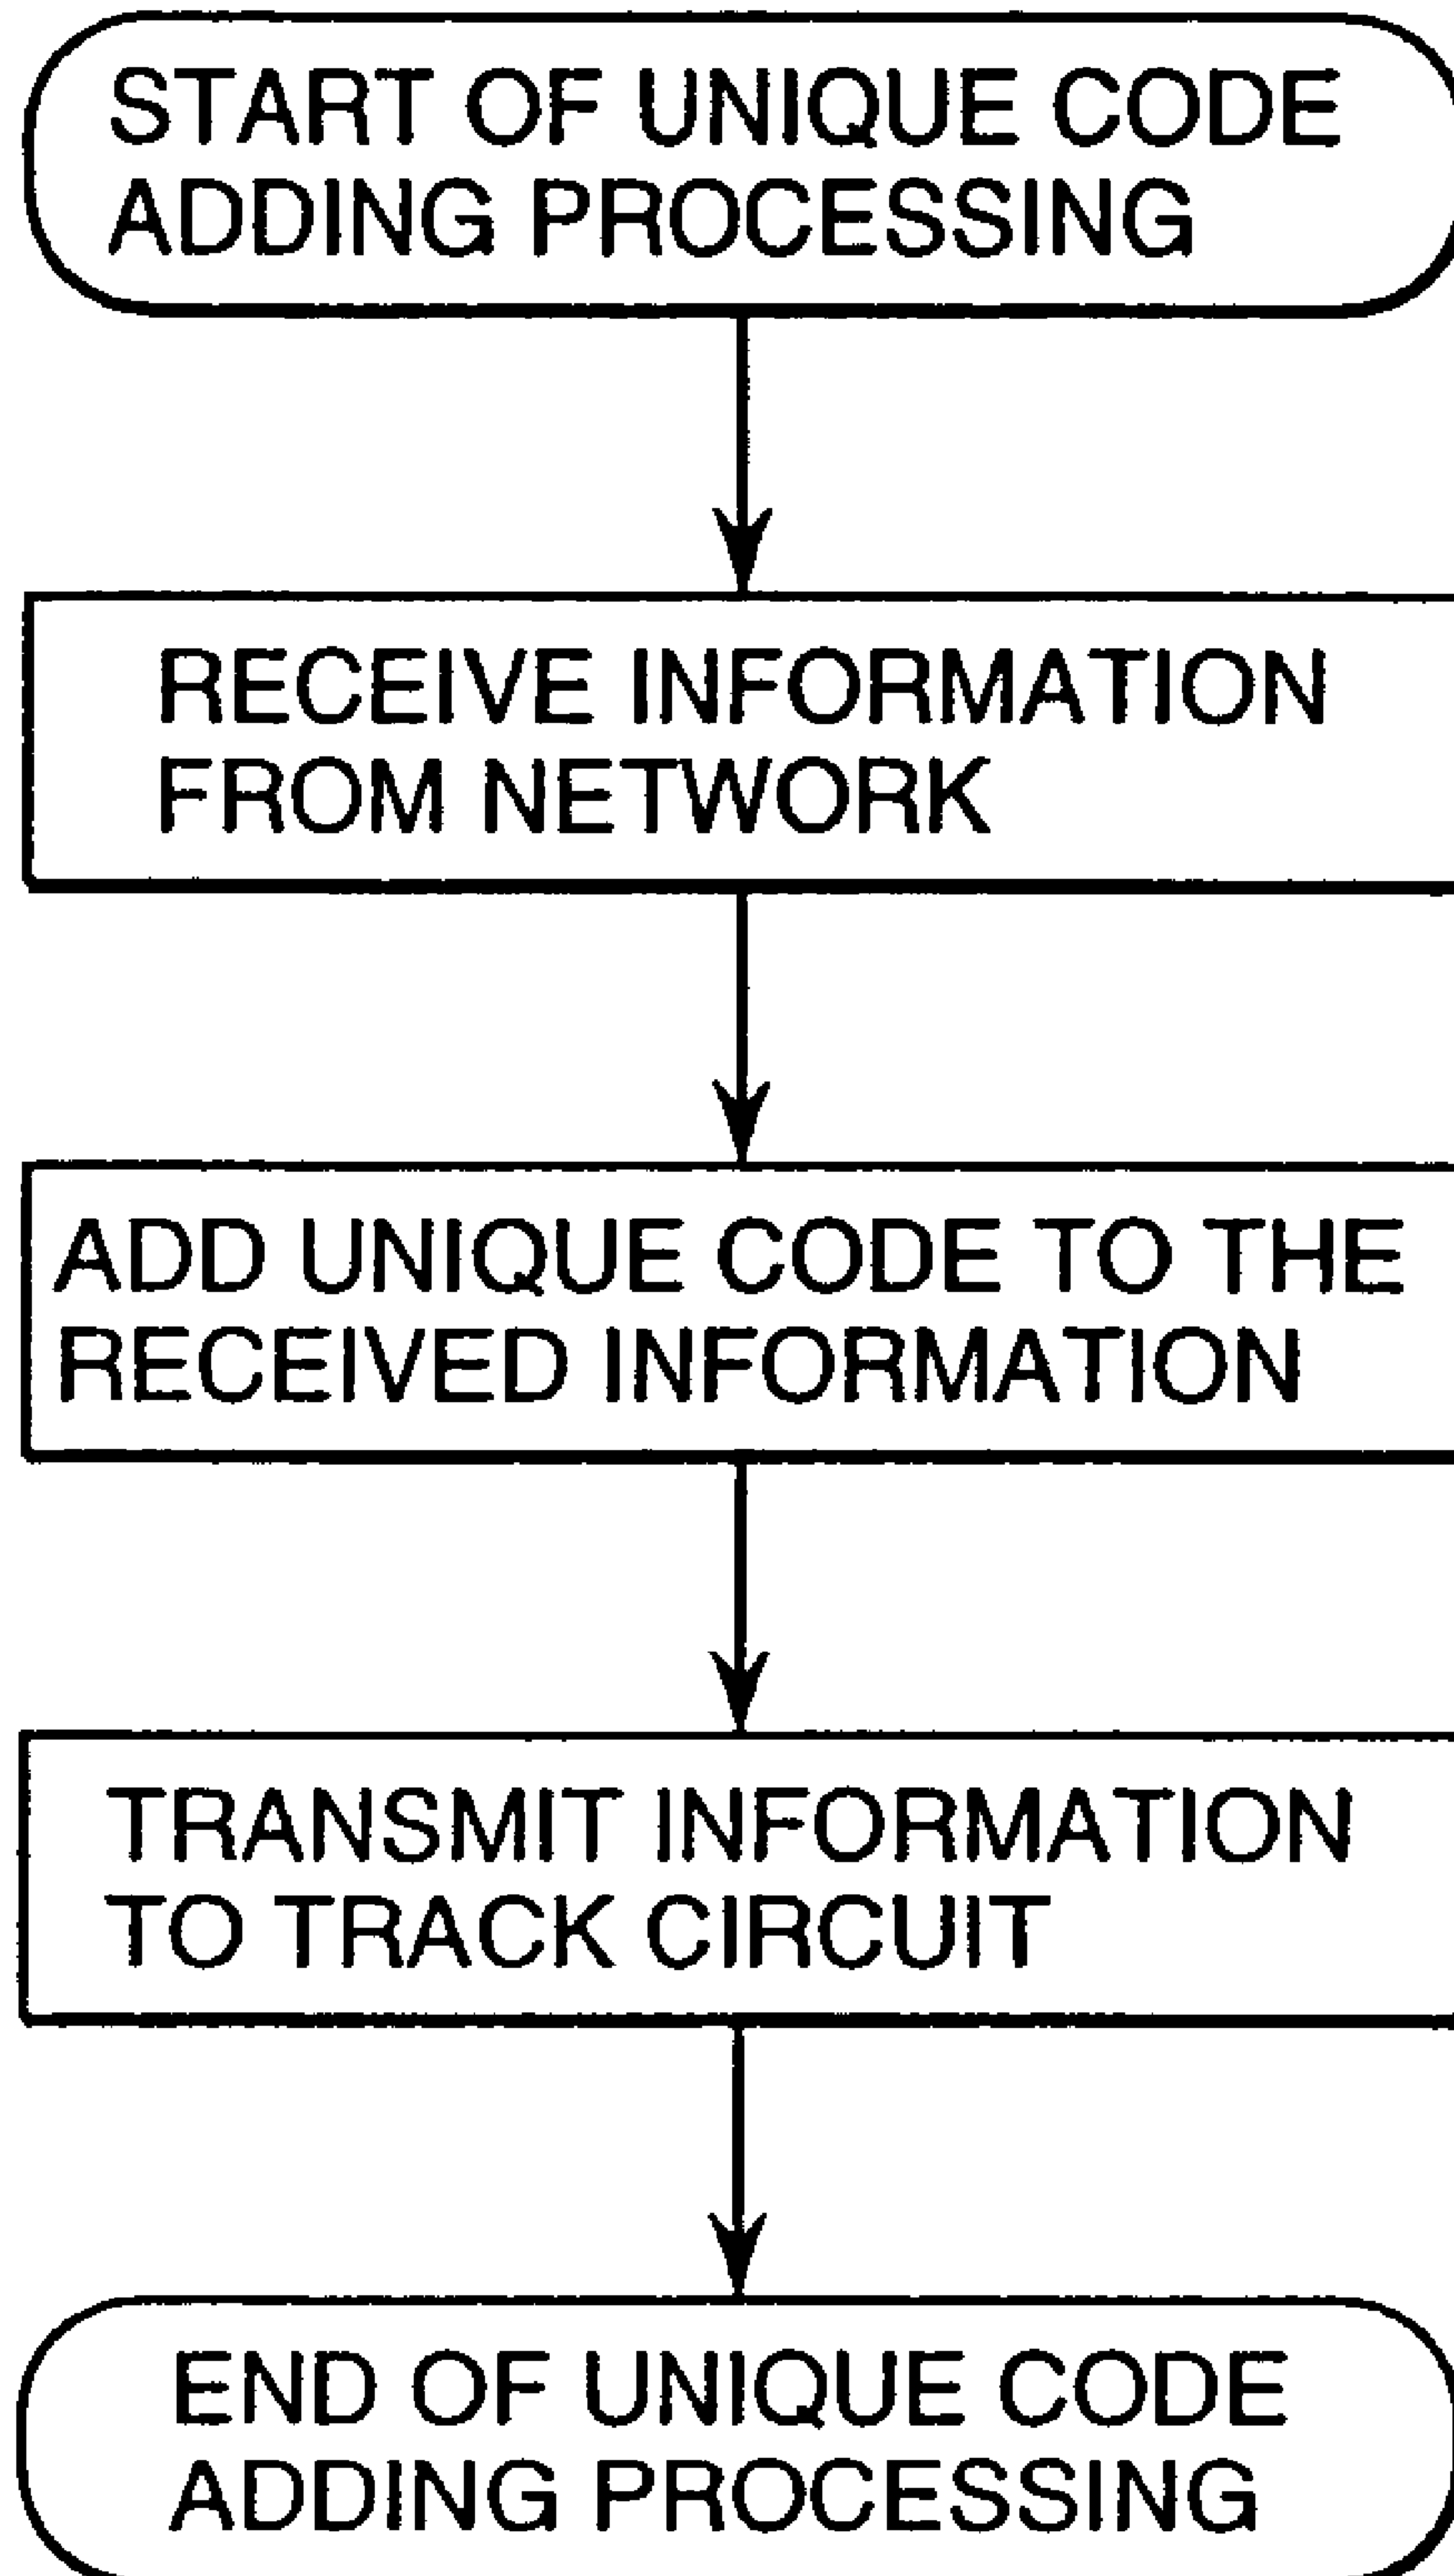 START OF UNIQUE CODE
ADDING PROCESSING
RECEIVE INFORMATION
FROM NETWORK
ADD UNIQUE CODE TO THE
RECEIVED INFORMATION
TRANSMIT INFORMATION
TO TRACK CIRCUIT
END OF UNIQUE CODE
ADDING PROCESSING